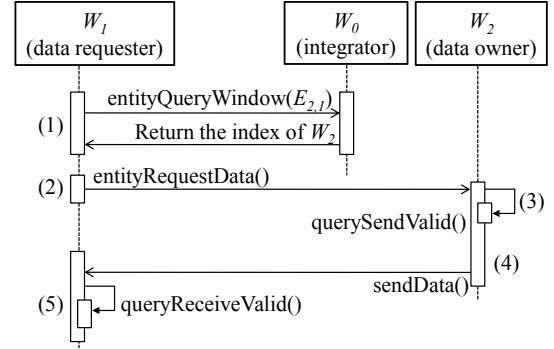 W1 W0 W2
(data requester) (integrator) (data owner)
entityQueryWindow(E2,1)
(1)
Return the index of W2
(2) entityRequestData()
(3)
querySendValid()
(4)
sendData()
(5) queryReceiveValid()